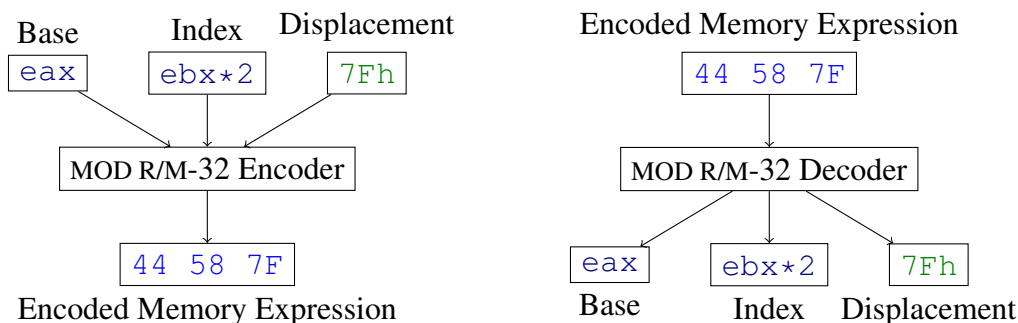 Base Index Displacement
eax ebx*2 7Fh
MOD R/M-32 Encoder
44 58 7F
Encoded Memory Expression
Encoded Memory Expression
44 58 7F
MOD R/M-32 Decoder
eax ebx*2 7Fh
Base Index Displacement